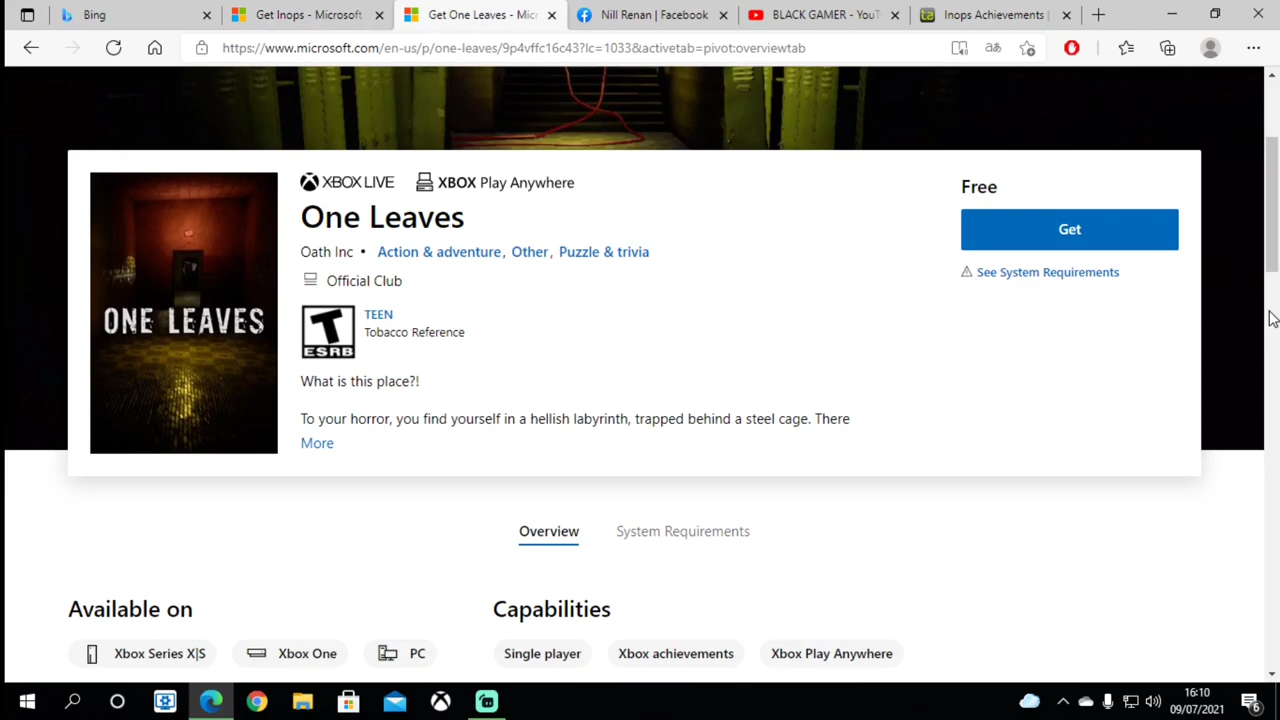 Bing
Get Inops - Microsoft
Get One Leaves - Micr
Nill Renan | Facebook
BLACK GAMER - YouT
Inops Achievements |
https://www.microsoft.com/en-us/p/one-leaves/9p4vffc16c43?lc=1033&activetab=pivot:overviewtab
XBOX LIVE XBOX Play Anywhere
One Leaves
Oath Inc • Action & adventure, Other, Puzzle & trivia
Official Club
T
ESRB
TEEN
Tobacco Reference
What is this place?!
To your horror, you find yourself in a hellish labyrinth, trapped behind a steel cage. There
More
ONE LEAVES
Free
Get
See System Requirements
Overview System Requirements
Available on
Xbox Series X|S Xbox One PC
Capabilities
Single player Xbox achievements Xbox Play Anywhere
16:10
09/07/2021
6